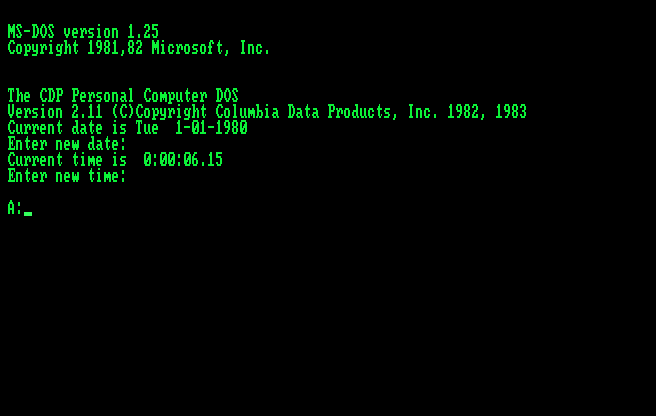 MS-DOS version 1.25
Copyright 1981,82 Microsoft, Inc.
The CDP Personal Computer DOS
Version 2.11 (C)Copyright Columbia Data Products, Inc. 1982, 1983
Current date is Tue  1-01-1980
Enter new date:
Current time is  0:00:06.15
Enter new time:
A:_